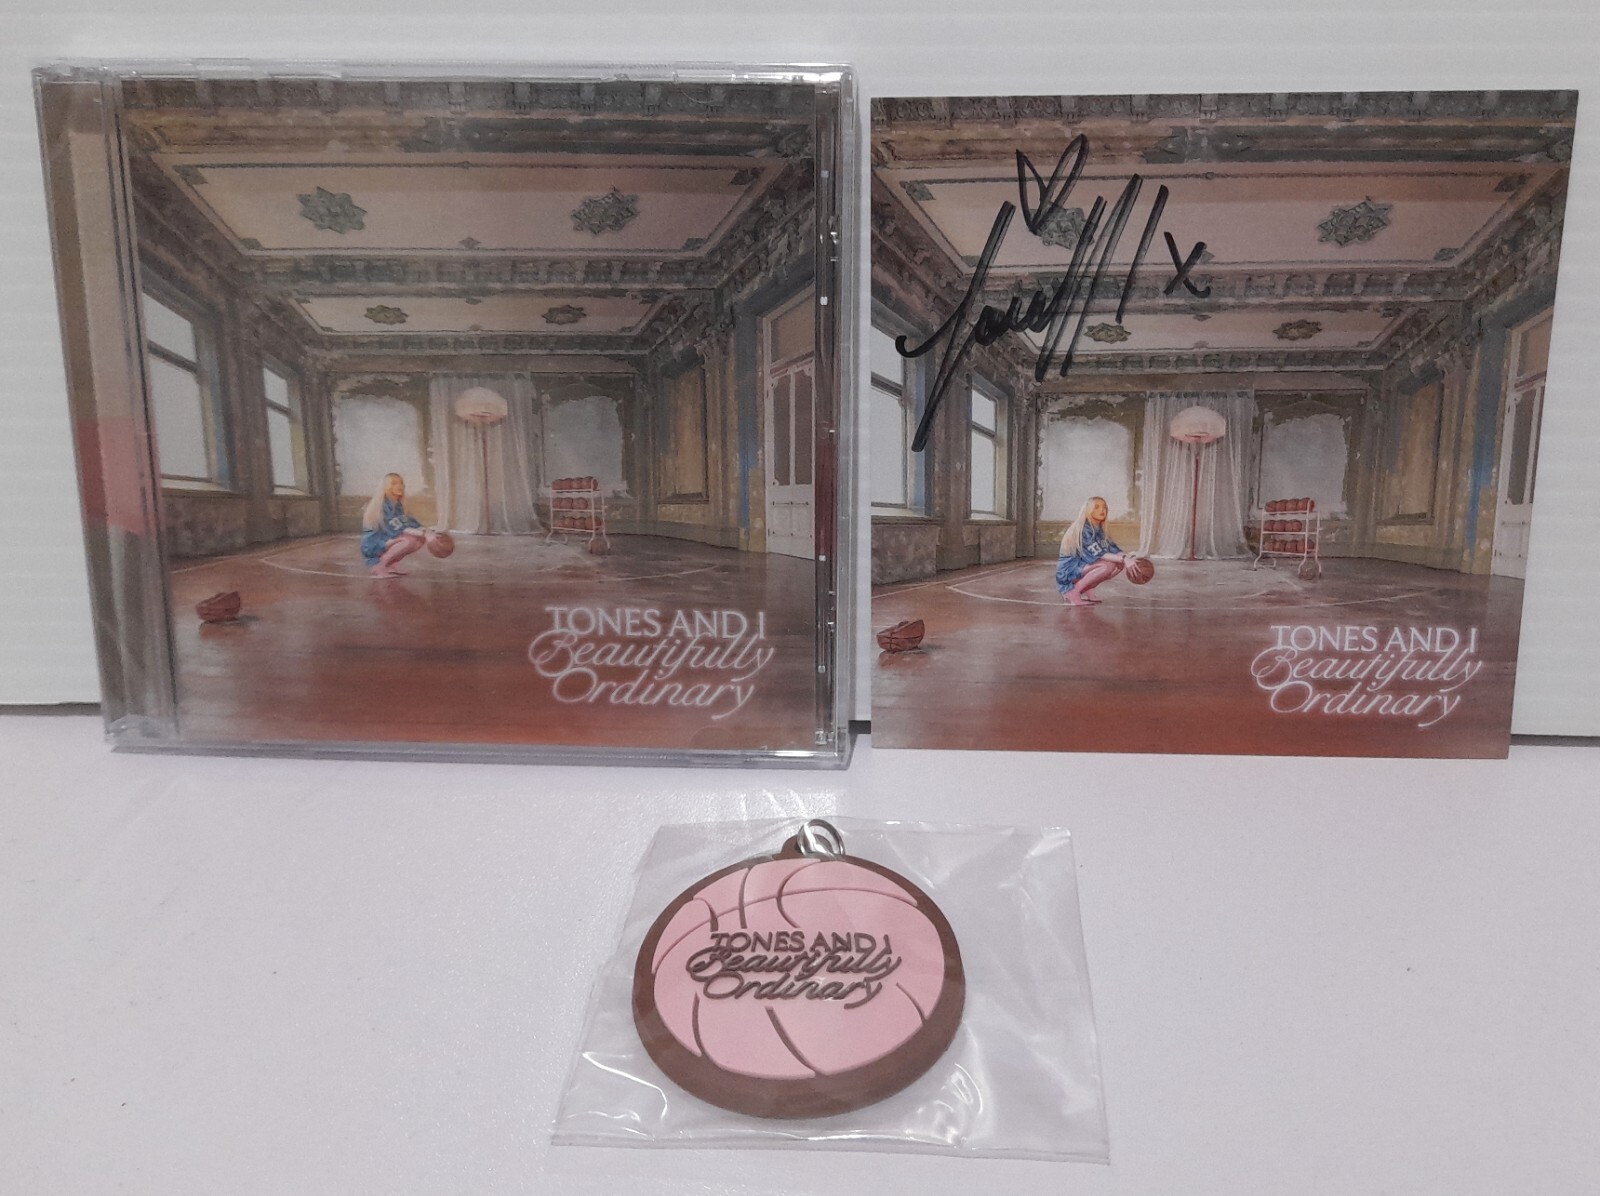 TONES AND I
Beautifully
Ordinary
TONES AND I
Beautifully
Ordinary
TONES AND I
Beautifully
Ordinary